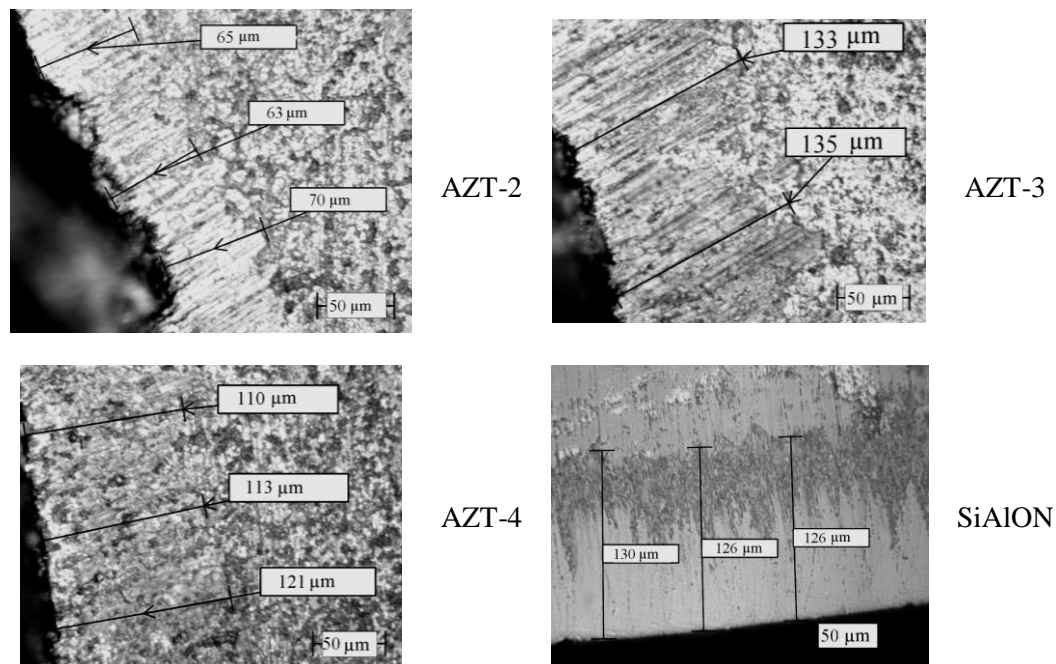 65 µm
63 µm
70 µm
50 µm
AZT-2
133 µm
135 µm
50 µm
AZT-3
110 µm
113 µm
121 µm
50 µm
AZT-4
130 µm
126 µm
126 µm
50 µm
SiAlON